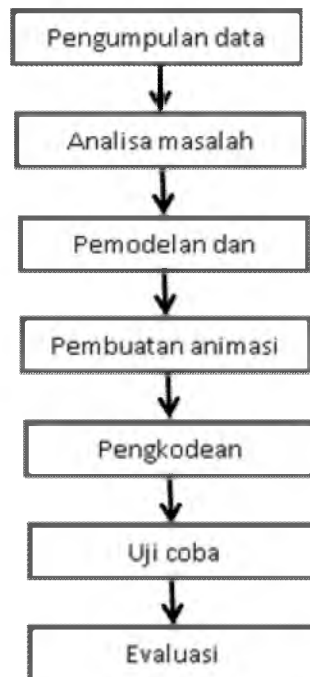 Pengumpulan data
Analisa masalah
Pemodelan dan
Pembuatan animasi
Pengkodean
Uji coba
Evaluasi